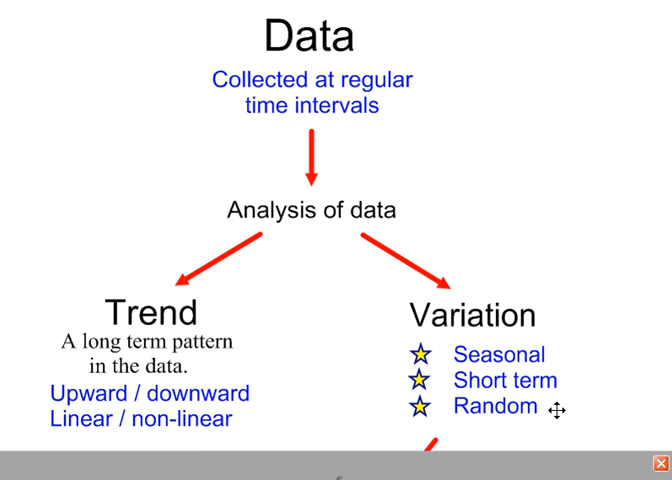 Data
Collected at regular
time intervals
Analysis of data
Trend
A long term pattern
in the data.
Upward / downward
Linear / non-linear
Variation
Seasonal
Short term
Random